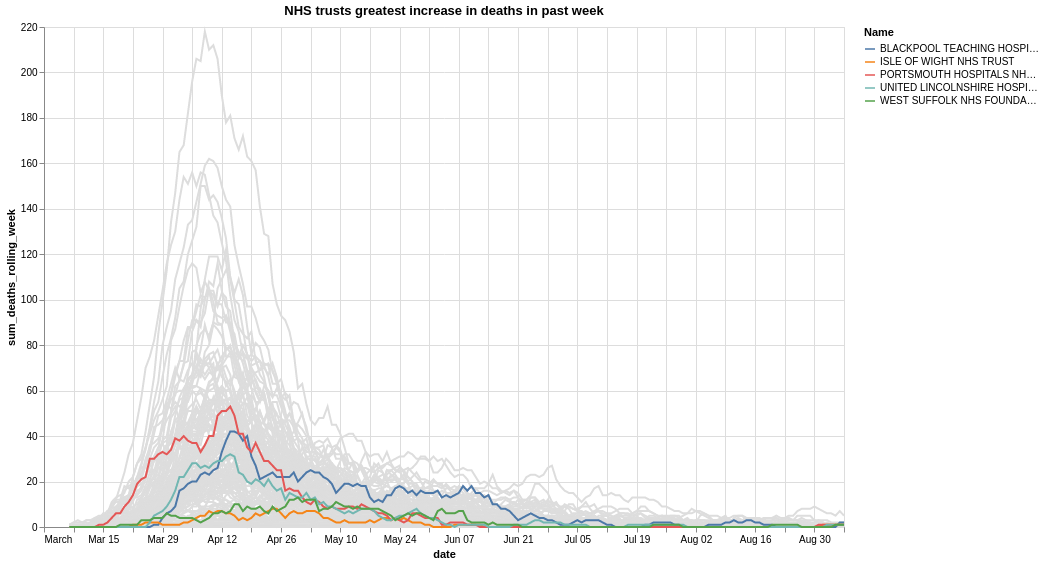 NHS trusts greatest increase in deaths in past week
Name
BLACKPOOL TEACHING HOSPI…
ISLE OF WIGHT NHS TRUST
PORTSMOUTH HOSPITALS NH…
UNITED LINCOLNSHIRE HOSPI…
WEST SUFFOLK NHS FOUNDA…
sum_deaths_rolling_week
220
200
180
160
140
120
100
80
60
40
20
0
March Mar 15 Mar 29 Apr 12 Apr 26 May 10 May 24 Jun 07 Jun 21 Jul 05 Jul 19 Aug 02 Aug 16 Aug 30
date